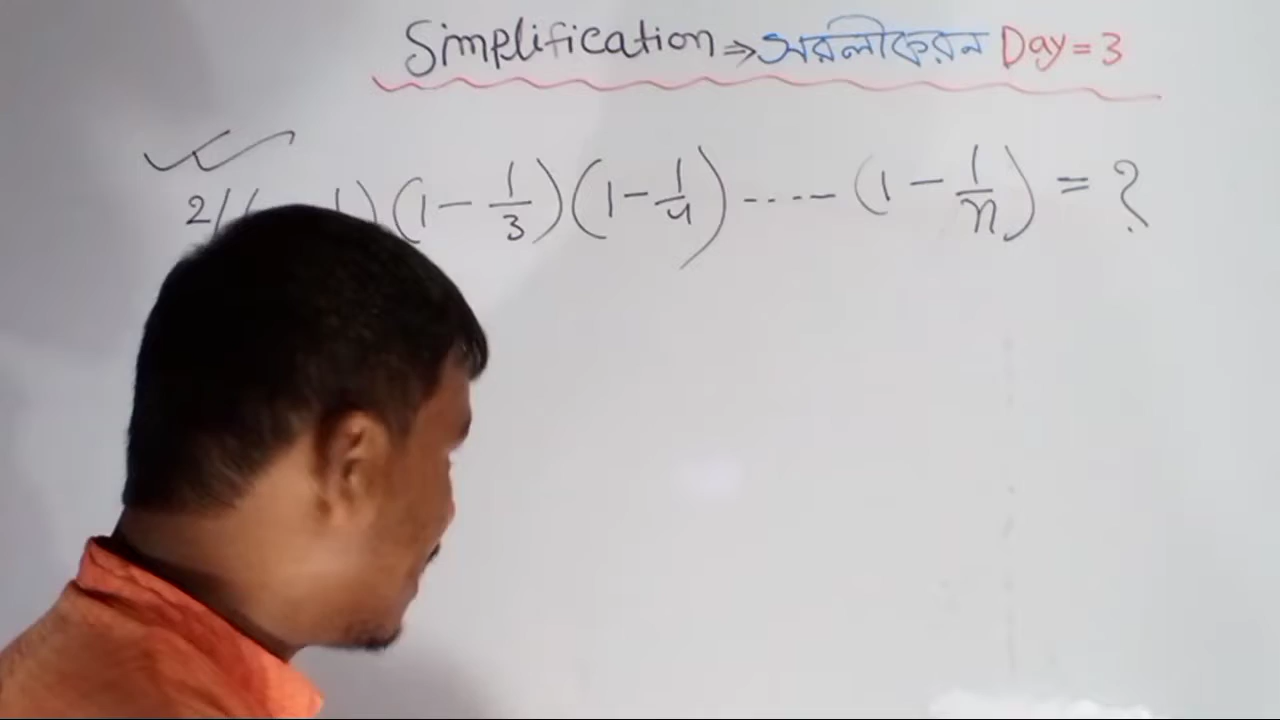 Simplification ⇒ সরলীকরন Day = 3
2/ (1 - 1/3)(1 - 1/4) ----- (1 - 1/n) = ?